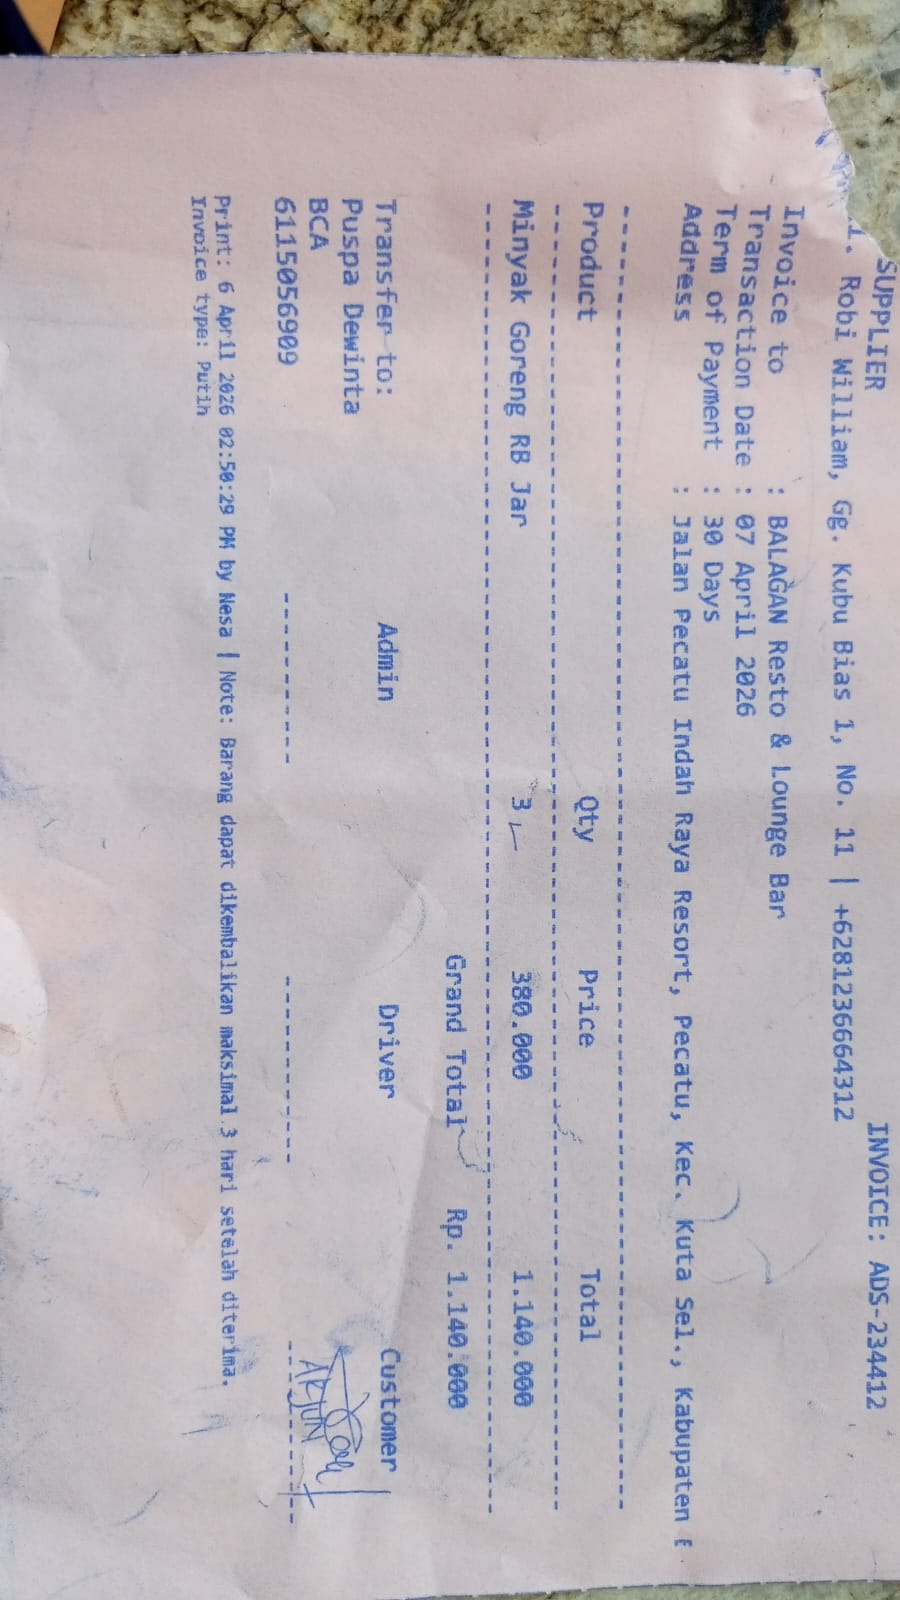 SUPPLIER INVOICE: ADS-234412
Robi William, Gg. Kubu Bias 1, No. 11 | +6281236664312
Invoice to : BALAGAN Resto & Lounge Bar
Transaction Date : 07 April 2026
Term of Payment : 30 Days
Address : Jalan Pecatu Indah Raya Resort, Pecatu, Kec. Kuta Sel., Kabupaten
Product Qty Price Total
Minyak Goreng RB Jar 3 380.000 1.140.000
Grand Total Rp. 1.140.000
Transfer to: Admin Driver Customer
Puspa Dewinta
BCA
6115056909
ARJUN
Print: 6 April 2026 02:50:29 PM by Nesa | Note: Barang dapat dikembalikan maksimal 3 hari setelah diterima.
Invoice type: Putih